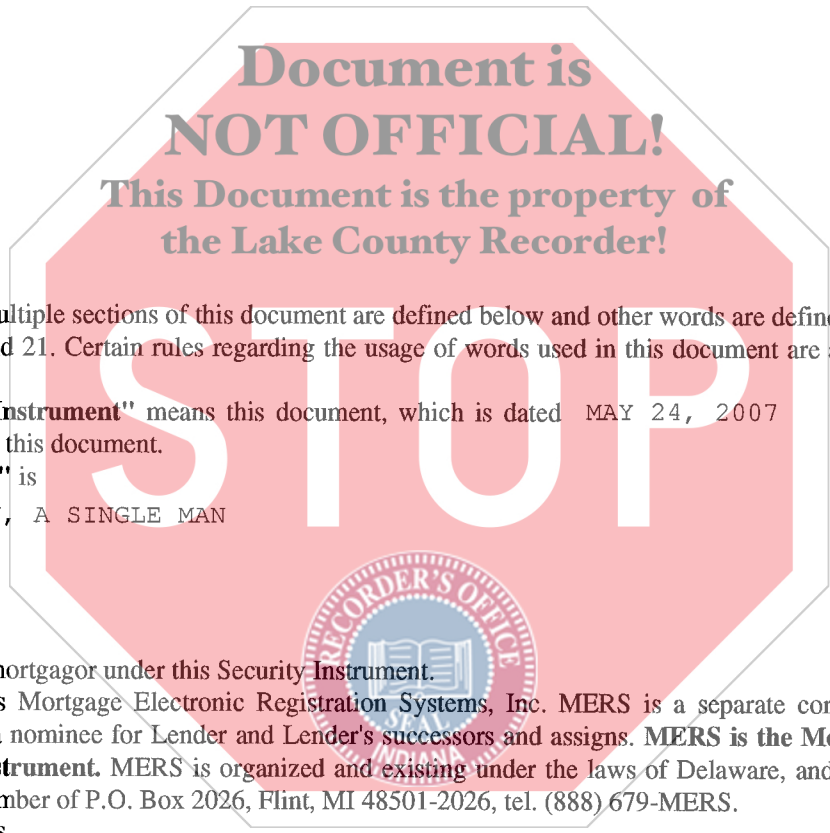 Document is
NOT OFFICIAL!
This Document is the property of
the Lake County Recorder!
STOP
ultiple sections of this document are defined below and other words are define
d 21. Certain rules regarding the usage of words used in this document are
Instrument" means this document, which is dated MAY 24, 2007
this document.
" is
, A SINGLE MAN
RECORDER'S OFFICE
SEAL
INDIANA
mortgagor under this Security Instrument.
s Mortgage Electronic Registration Systems, Inc. MERS is a separate cor
nominee for Lender and Lender's successors and assigns. MERS is the Mo
strument. MERS is organized and existing under the laws of Delaware, and
mber of P.O. Box 2026, Flint, MI 48501-2026, tel. (888) 679-MERS.